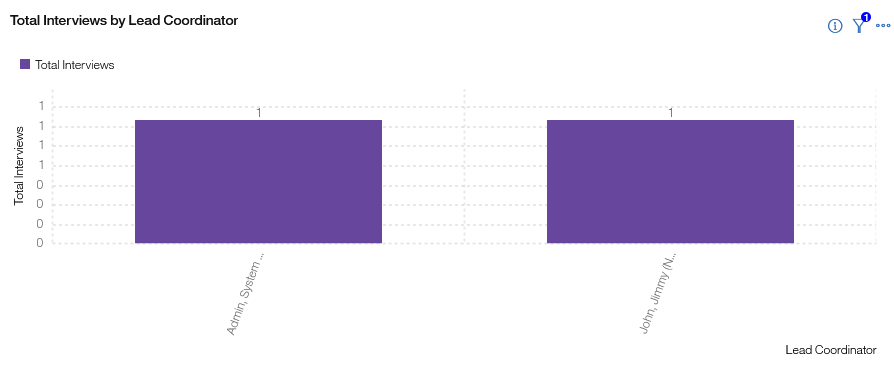 Total Interviews by Lead Coordinator
1
Total Interviews
Total Interviews
1
1
1
1
0
0
0
0
1
1
Admin, System ...
John, Jimmy (N...
Lead Coordinator